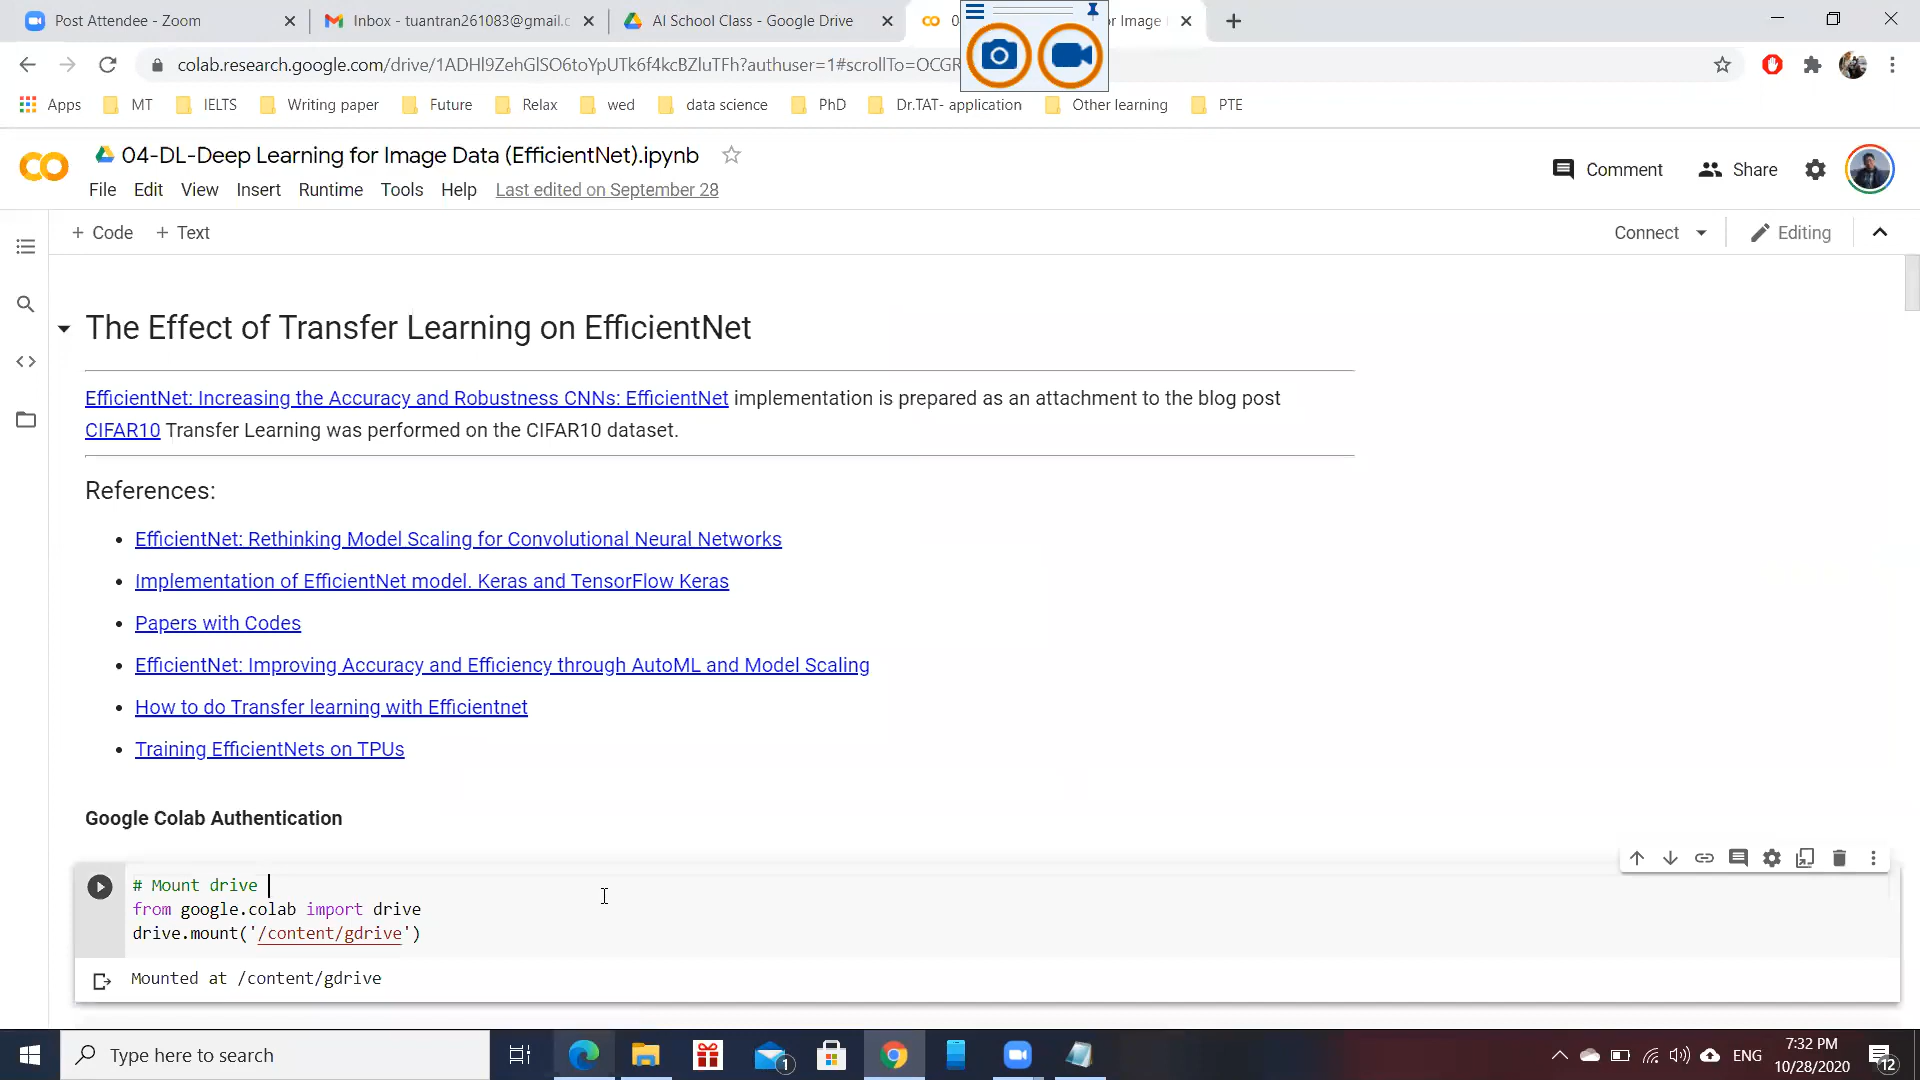 Post Attendee - Zoom
Inbox - tuantran261083@gmail.c
AI School Class - Google Drive
or Image
colab.research.google.com/drive/1ADHl9ZehGlSO6toYpUTk6f4kcBZluTFh?authuser=1#scrollTo=OCGR
Apps MT IELTS Writing paper Future Relax wed data science PhD Dr.TAT- application Other learning PTE
04-DL-Deep Learning for Image Data (EfficientNet).ipynb
Comment Share
File Edit View Insert Runtime Tools Help Last edited on September 28
+ Code + Text
Connect Editing
The Effect of Transfer Learning on EfficientNet
EfficientNet: Increasing the Accuracy and Robustness CNNs: EfficientNet implementation is prepared as an attachment to the blog post
CIFAR10 Transfer Learning was performed on the CIFAR10 dataset.
References:
• EfficientNet: Rethinking Model Scaling for Convolutional Neural Networks
• Implementation of EfficientNet model. Keras and TensorFlow Keras
• Papers with Codes
• EfficientNet: Improving Accuracy and Efficiency through AutoML and Model Scaling
• How to do Transfer learning with Efficientnet
• Training EfficientNets on TPUs
Google Colab Authentication
# Mount drive
from google.colab import drive
drive.mount('/content/gdrive')
Mounted at /content/gdrive
Type here to search
1
ENG
7:32 PM
10/28/2020
12